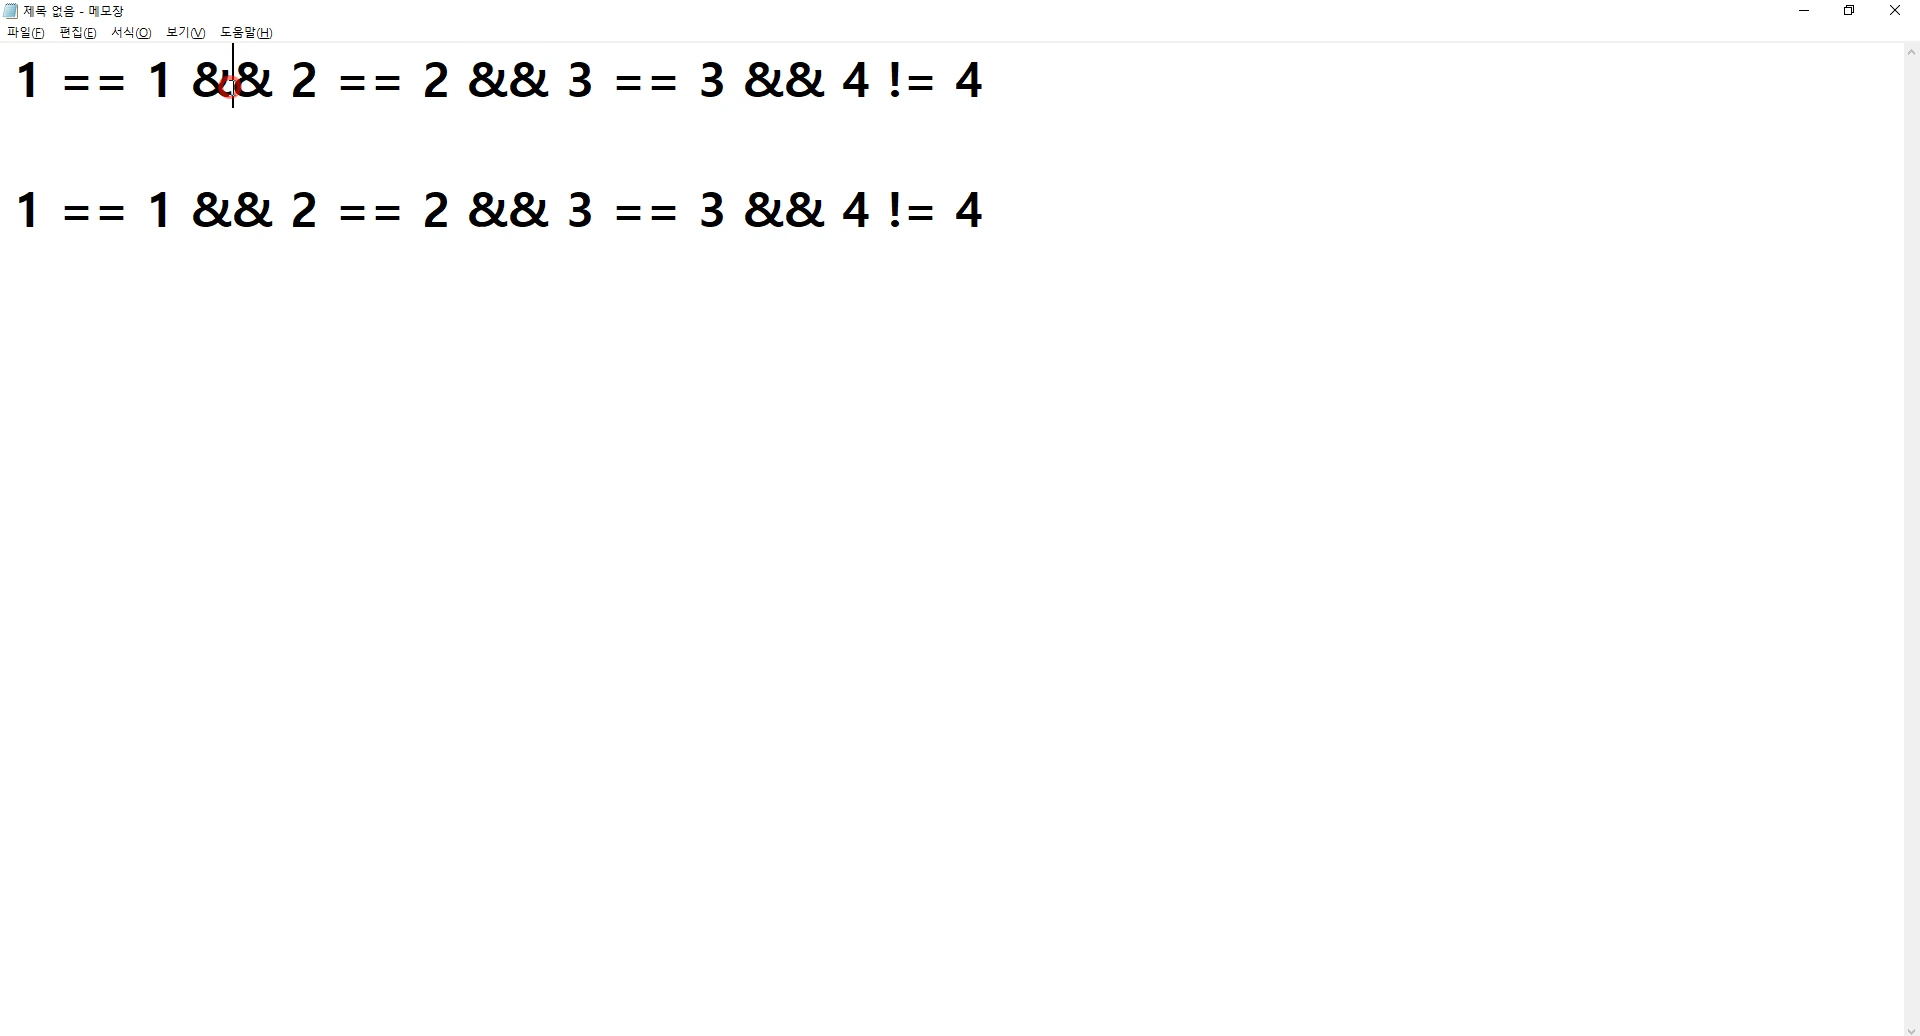 제목 없음 - 메모장
파일(F) 편집(E) 서식(O) 보기(V) 도움말(H)
1 == 1 && 2 == 2 && 3 == 3 && 4 != 4
1 == 1 && 2 == 2 && 3 == 3 && 4 != 4